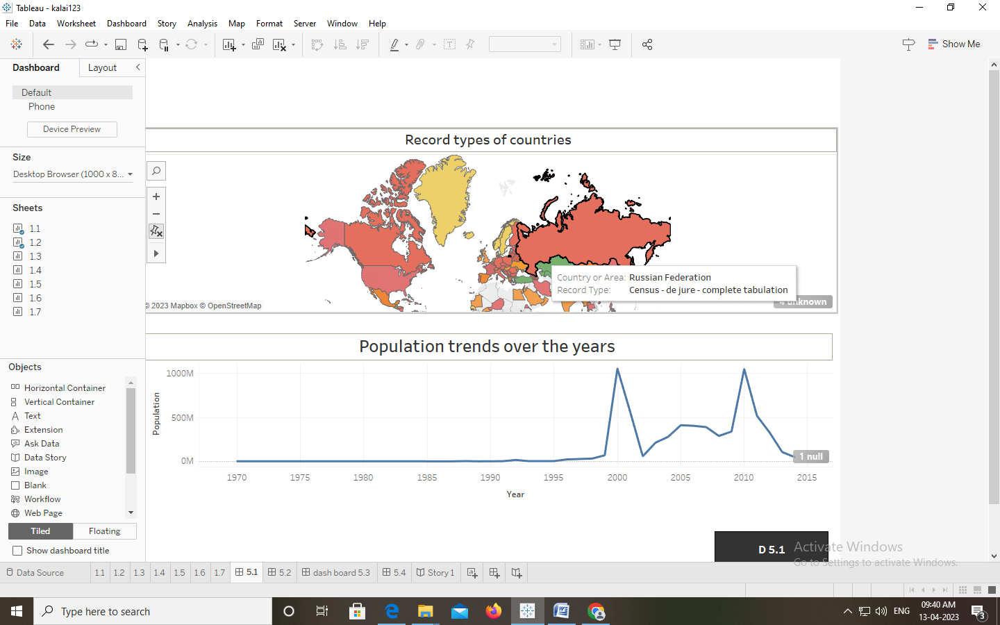 Tableau - kalai123
File Data Worksheet Dashboard Story Analysis Map Format Server Window Help
Show Me
Dashboard Layout
Default
Phone
Device Preview
Size
Desktop Browser (1000 x 8...
Sheets
1.1
1.2
1.3
1.4
1.5
1.6
1.7
Objects
Horizontal Container
Vertical Container
Text
Extension
Ask Data
Data Story
Image
Blank
Workflow
Web Page
Tiled Floating
Show dashboard title
Record types of countries
Country or Area: Russian Federation
Record Type: Census - de jure - complete tabulation
4 unknown
© 2023 Mapbox © OpenStreetMap
Population trends over the years
1000M
500M
0M
Population
1 null
1970 1975 1980 1985 1990 1995 2000 2005 2010 2015
Year
D 5.1
Activate Windows
Go to Settings to activate Windows.
Data Source 1.1 1.2 1.3 1.4 1.5 1.6 1.7 5.1 5.2 dash board 5.3 5.4 Story 1
Type here to search
ENG
09:40 AM
13-04-2023
3